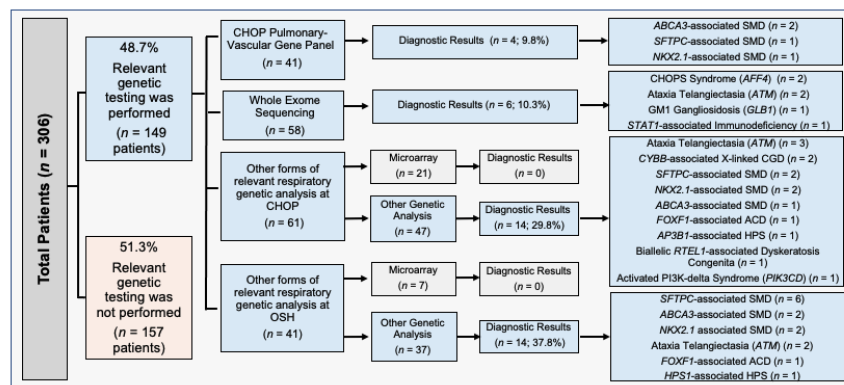 Total Patients (n = 306)
48.7%
Relevant
genetic
testing was
performed
(n = 149
patients)
51.3%
Relevant
genetic
testing was
not performed
(n = 157
patients)
CHOP Pulmonary-
Vascular Gene Panel
(n = 41)
Diagnostic Results (n = 4; 9.8%)
ABCA3-associated SMD (n = 2)
SFTPC-associated SMD (n = 1)
NKX2.1-associated SMD (n = 1)
Whole Exome
Sequencing
(n = 58)
Diagnostic Results (n = 6; 10.3%)
CHOPS Syndrome (AFF4) (n = 2)
Ataxia Telangiectasia (ATM) (n = 2)
GM1 Gangliosidosis (GLB1) (n = 1)
STAT1-associated Immunodeficiency (n = 1)
Other forms of
relevant respiratory
genetic analysis at
CHOP
(n = 61)
Microarray
(n = 21)
Diagnostic Results
(n = 0)
Other Genetic
Analysis
(n = 47)
Diagnostic Results
(n = 14; 29.8%)
Ataxia Telangiectasia (ATM) (n = 3)
CYBB-associated X-linked CGD (n = 2)
SFTPC-associated SMD (n = 2)
NKX2.1-associated SMD (n = 2)
ABCA3-associated SMD (n = 1)
FOXF1-associated ACD (n = 1)
AP3B1-associated HPS (n = 1)
Biallelic RTEL1-associated Dyskeratosis
Congenita (n = 1)
Activated PI3K-delta Syndrome (PIK3CD) (n = 1)
Other forms of
relevant respiratory
genetic analysis at
OSH
(n = 41)
Microarray
(n = 7)
Diagnostic Results
(n = 0)
Other Genetic
Analysis
(n = 37)
Diagnostic Results
(n = 14; 37.8%)
SFTPC-associated SMD (n = 6)
ABCA3-associated SMD (n = 2)
NKX2.1 associated SMD (n = 2)
Ataxia Telangiectasia (ATM) (n = 2)
FOXF1-associated ACD (n = 1)
HPS1-associated HPS (n = 1)